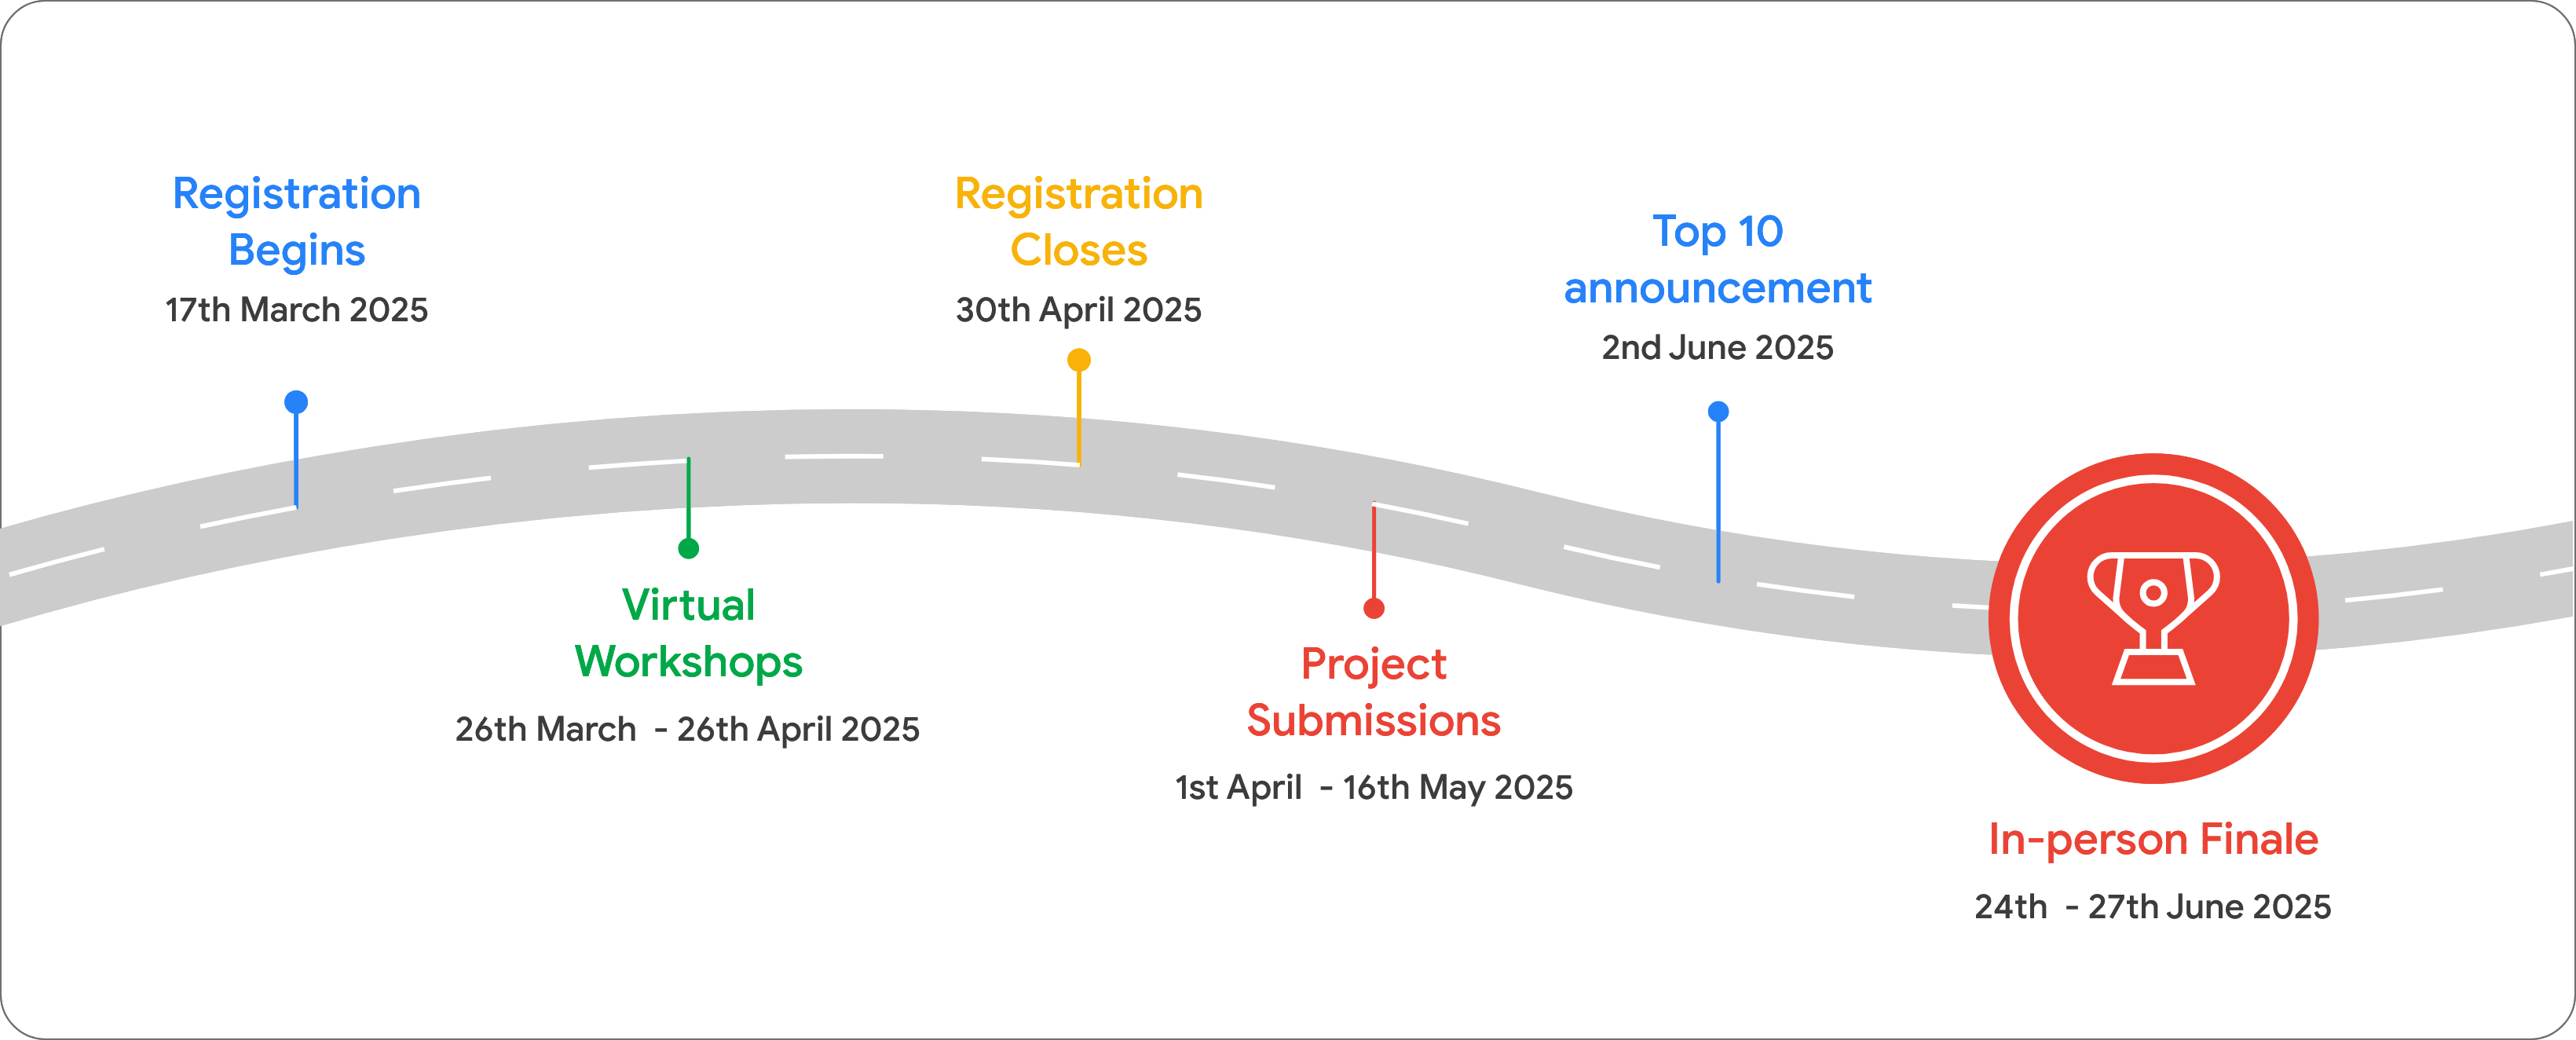 Registration
Begins
17th March 2025
Virtual
Workshops
26th March  - 26th April 2025
Registration
Closes
30th April 2025
Project
Submissions
1st April  - 16th May 2025
Top 10
announcement
2nd June 2025
In-person Finale
24th  - 27th June 2025